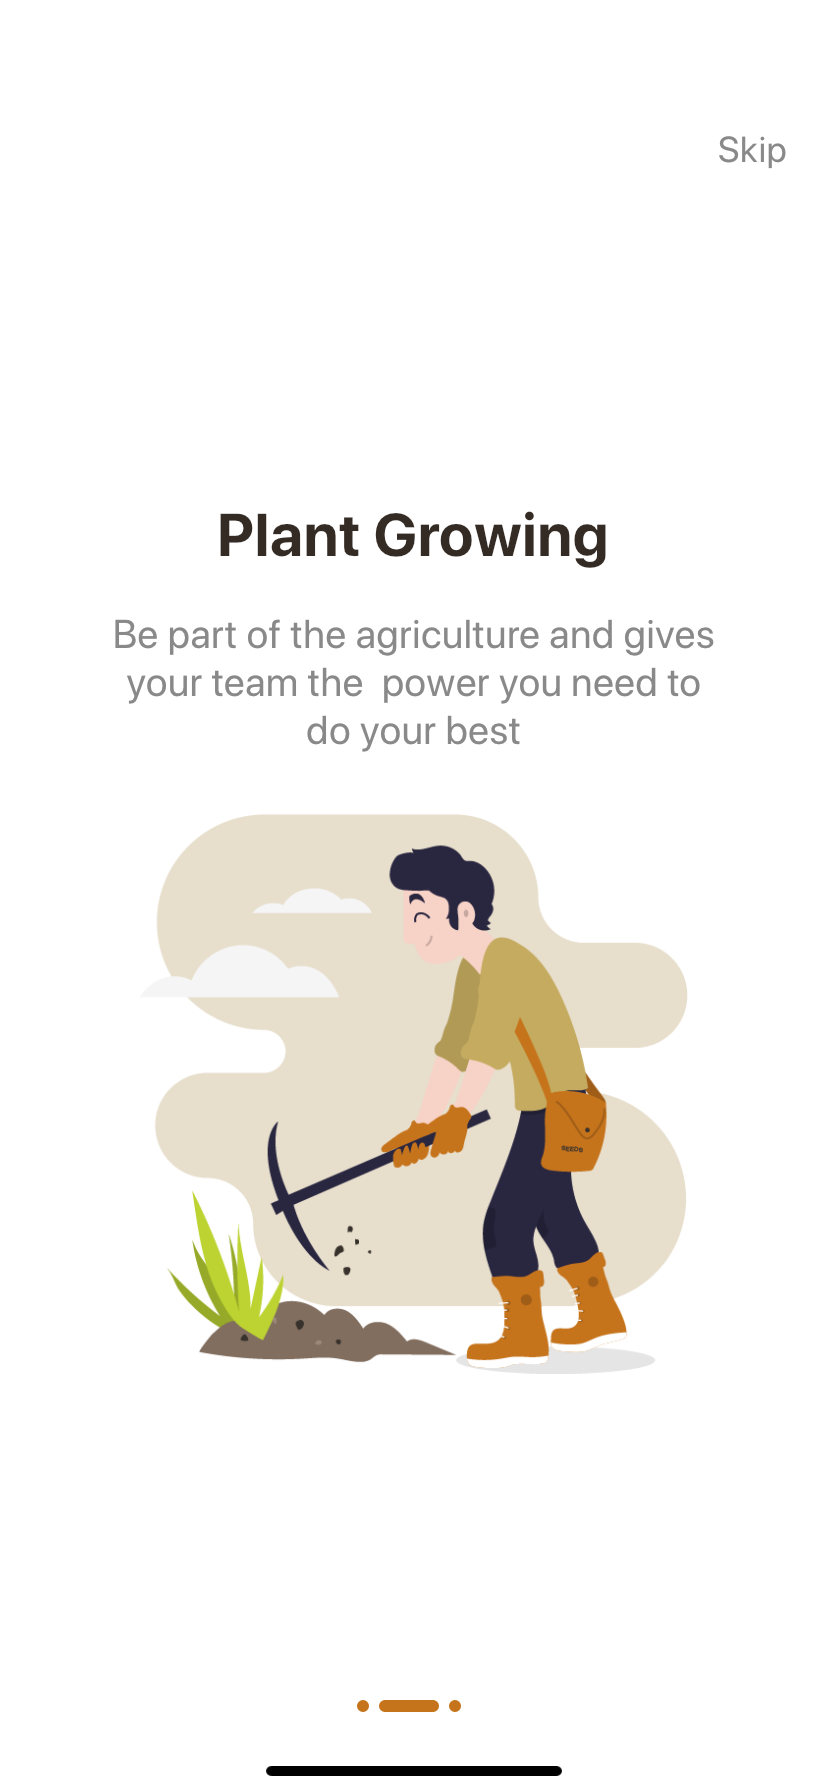 Skip
Plant Growing
Be part of the agriculture and gives
your team the  power you need to
do your best
SEEDS